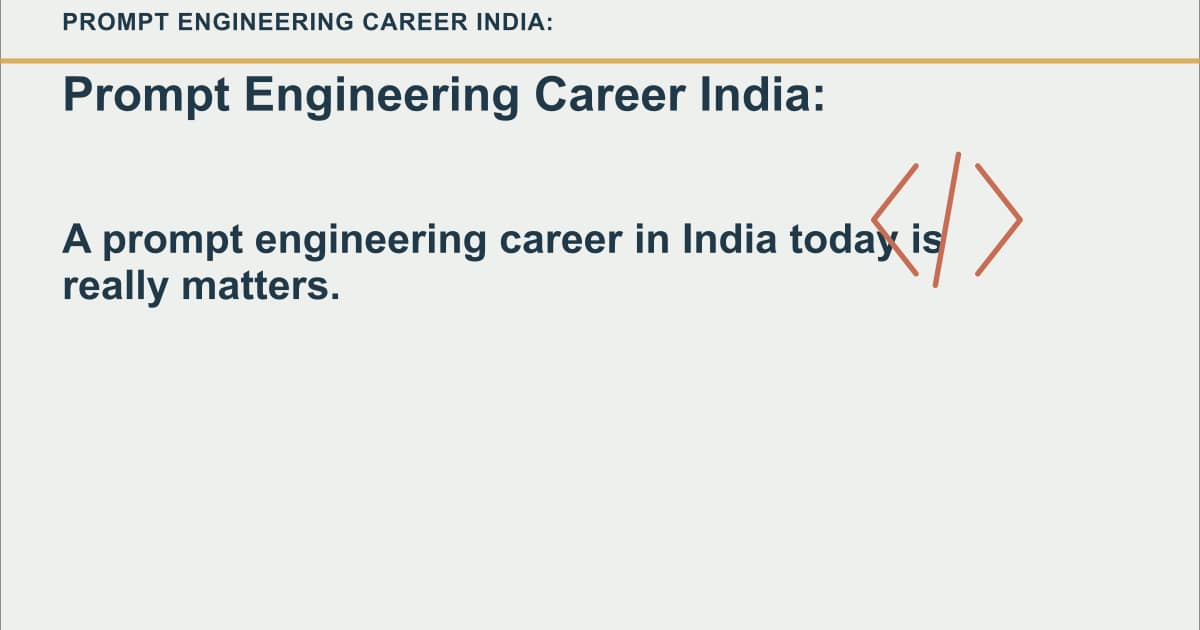 PROMPT ENGINEERING CAREER INDIA:
Prompt Engineering Career India:
A prompt engineering career in India today is
really matters.